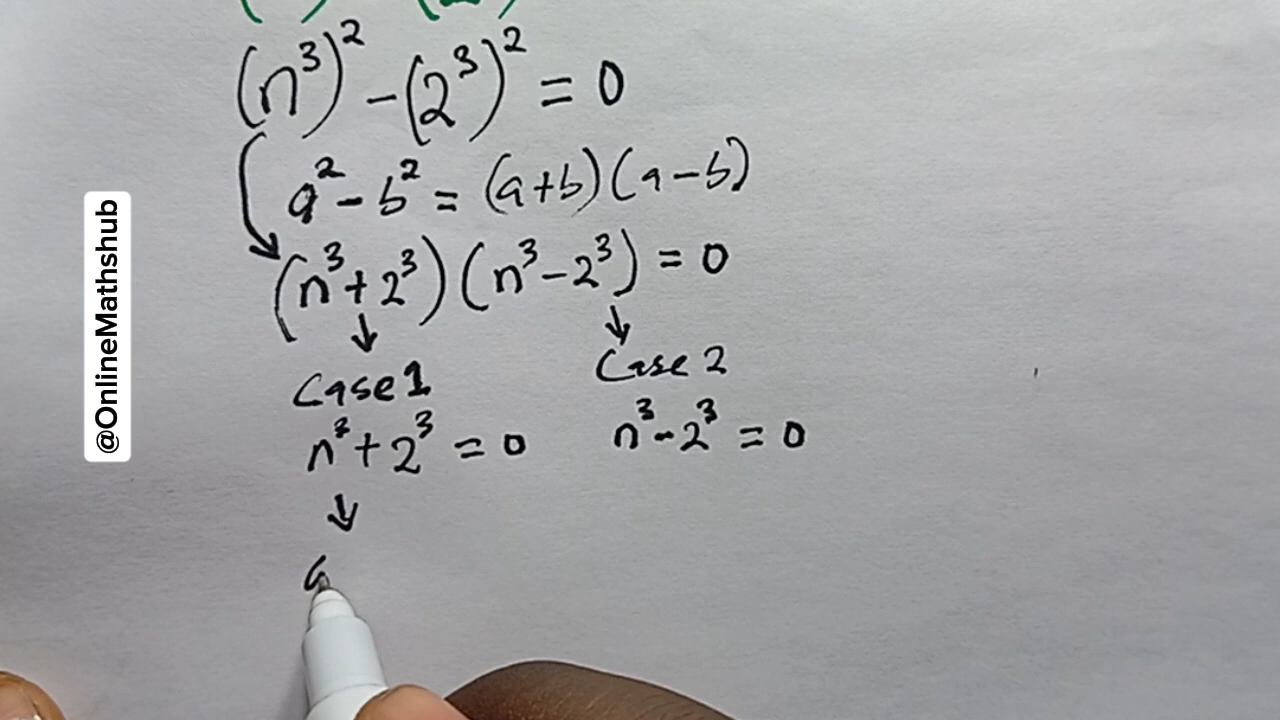 (n³)² - (2³)² = 0
a² - b² = (a+b)(a-b)
(n³+2³)(n³-2³) = 0
Case 1
n³+2³ = 0
Case 2
n³-2³ = 0
@OnlineMathshub